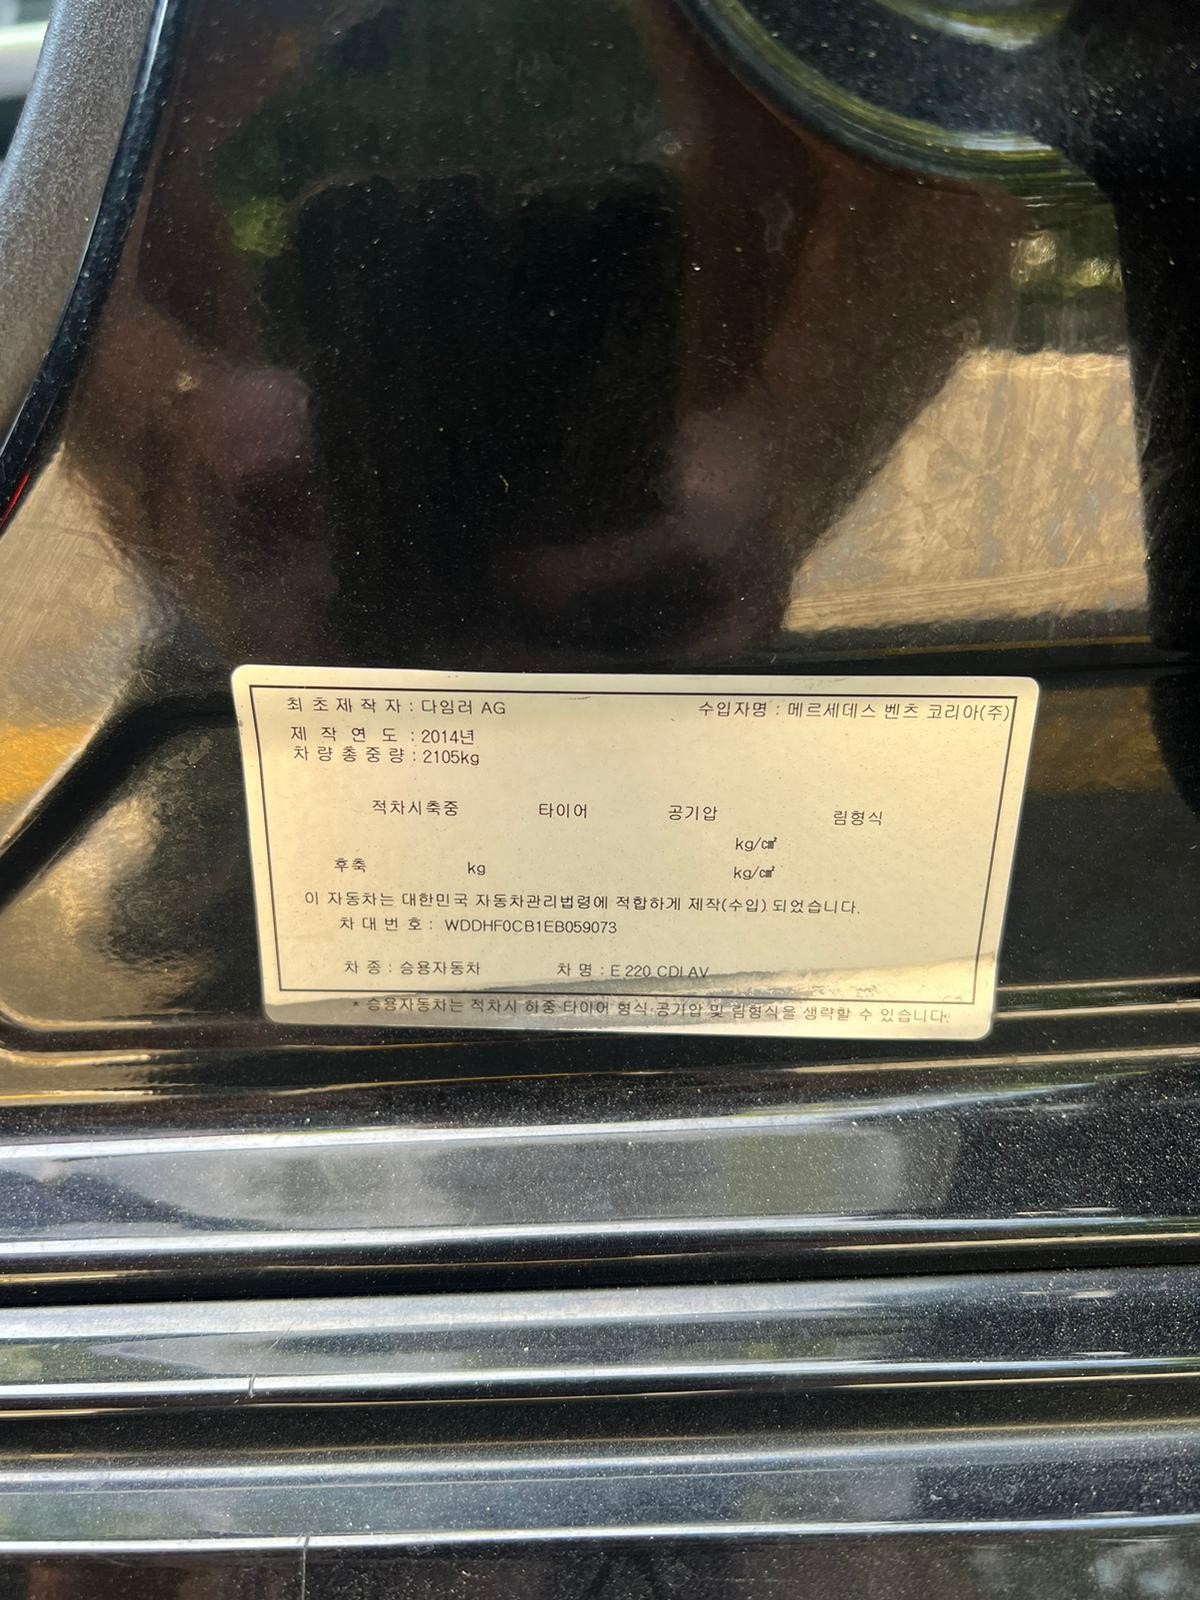 최 초 제 작 자 : 다임러 AG 수입자명 : 메르세데스 벤츠 코리아(주)
제 작 연 도 : 2014년
차 량 총 중 량 : 2105kg
적차시축중 타이어 공기압 림형식
kg/㎠
후축 kg kg/㎠
이 자동차는 대한민국 자동차관리법령에 적합하게 제작(수입) 되었습니다.
차 대 번 호 : WDDHF0CB1EB059073
차 종 : 승용자동차 차 명 : E 220 CDI AV
* 승용자동차는 적차시 하중 타이어 형식 공기압 및 림형식을 생략할 수 있습니다.